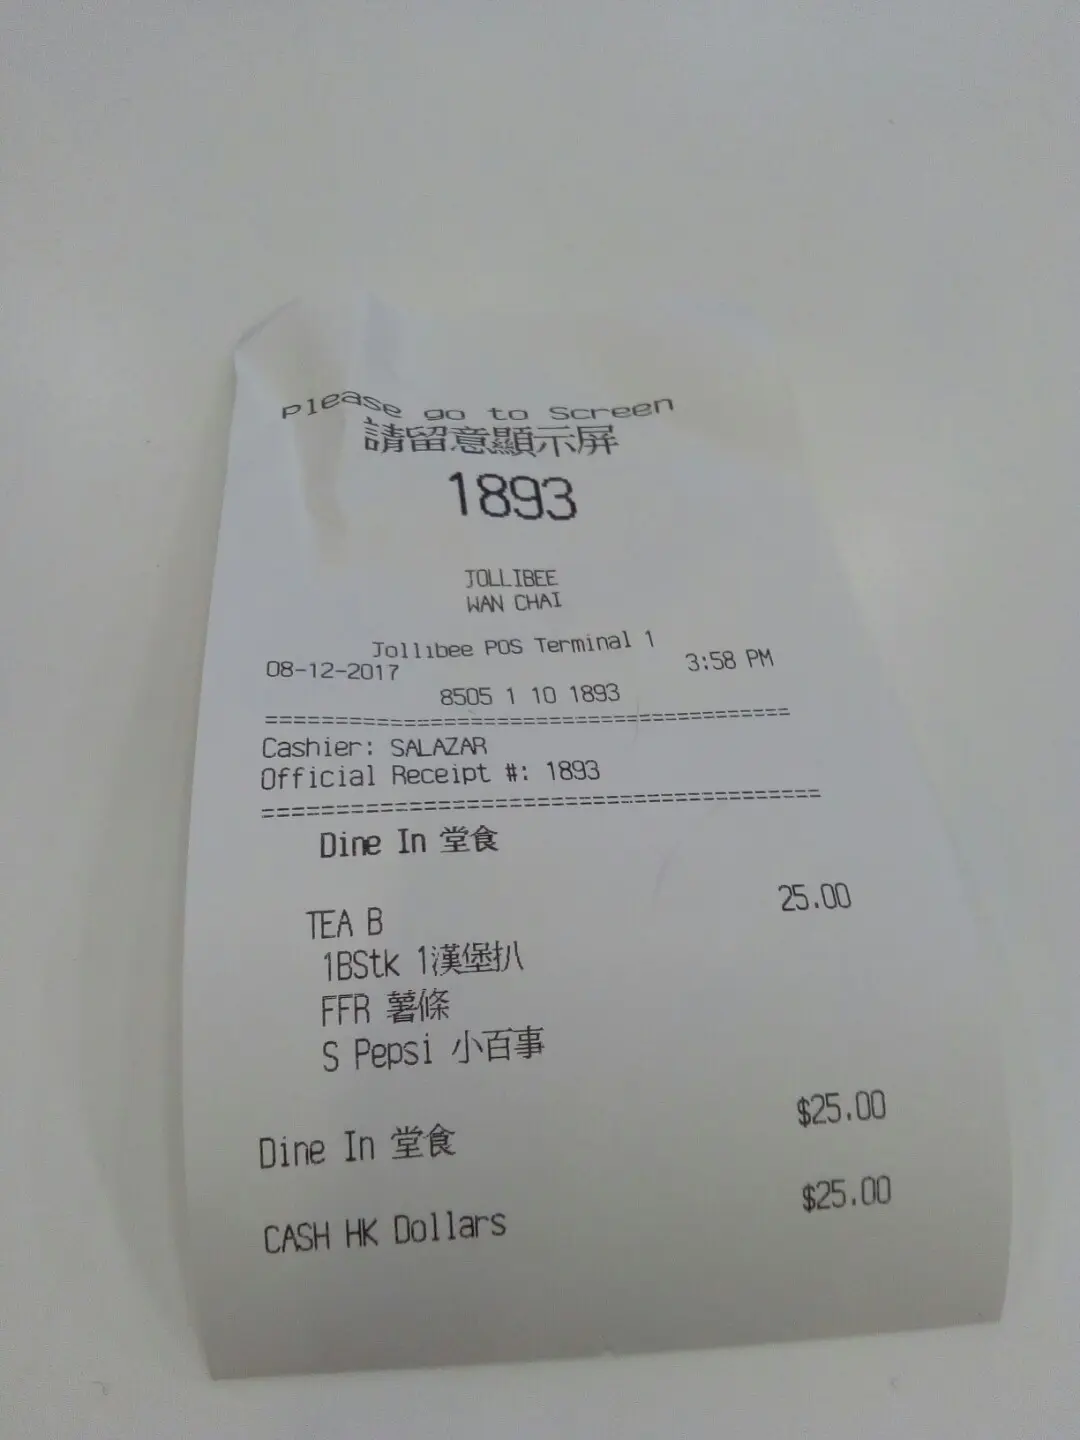 Please go to Screen
請留意顯示屏
1893
JOLLIBEE
WAN CHAI
Jollibee POS Terminal 1
08-12-2017 3:58 PM
8505 1 10 1893
==========================================
Cashier: SALAZAR
Official Receipt #: 1893
==========================================
Dine In 堂食
TEA B 25.00
1BStk 1漢堡扒
FFR 薯條
S Pepsi 小百事
Dine In 堂食 $25.00
CASH HK Dollars $25.00